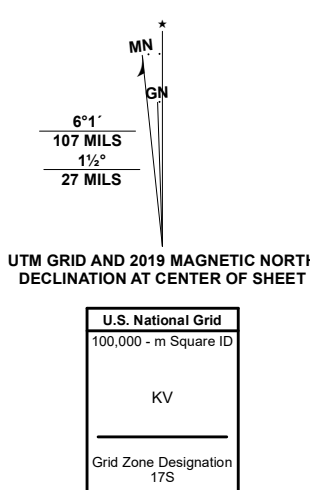 ★
MN
GN
6°1´
107 MILS
1½°
27 MILS
UTM GRID AND 2019 MAGNETIC NORTH
DECLINATION AT CENTER OF SHEET
U.S. National Grid
100,000 - m Square ID
KV
Grid Zone Designation
17S